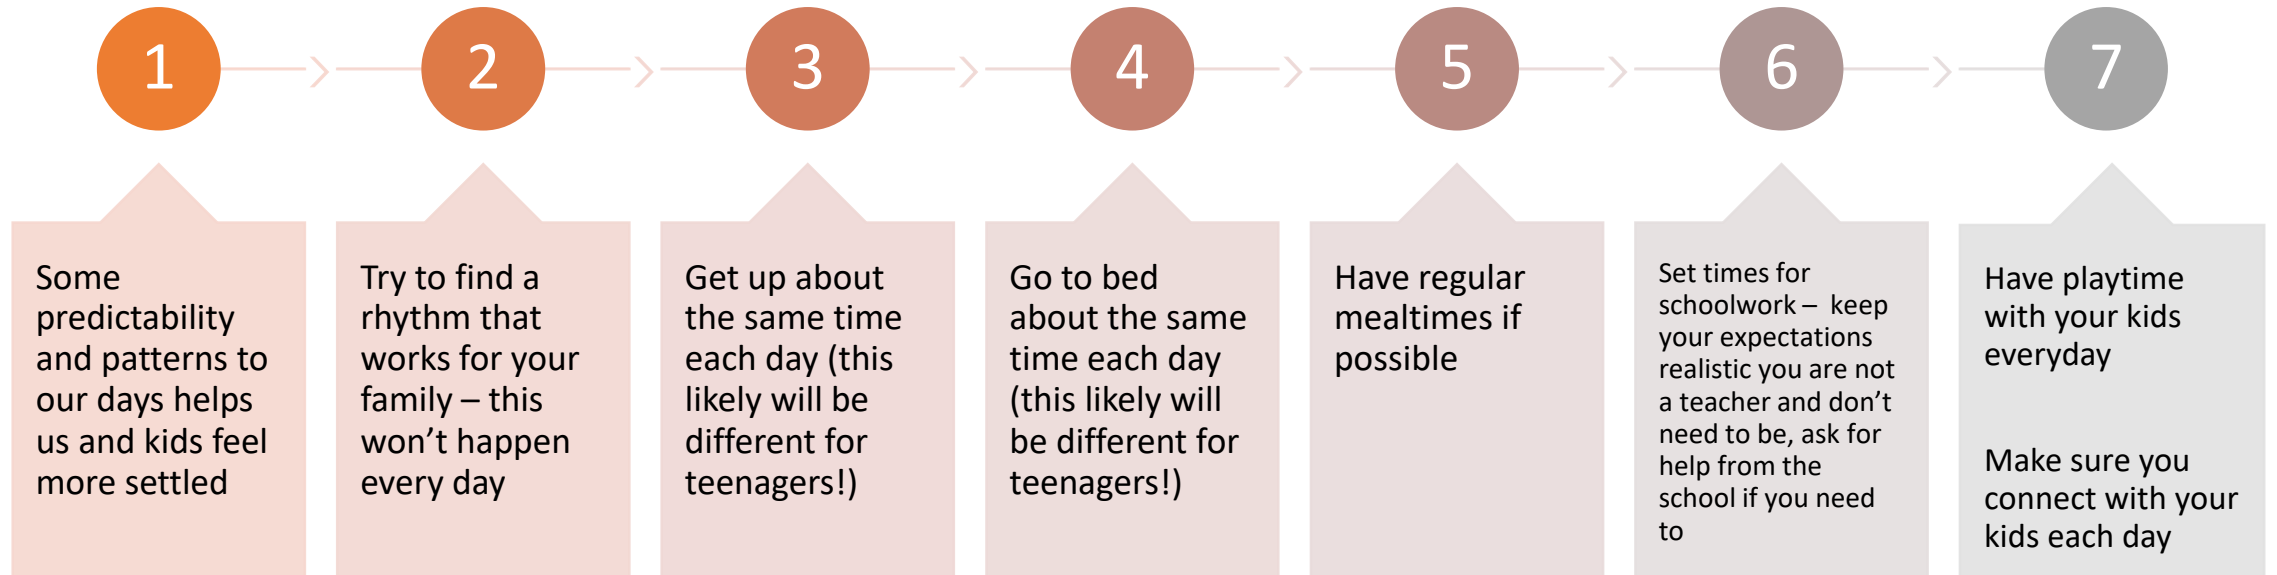 1
2
3
4
5
6
7
Some
predictability
and patterns to
our days helps
us and kids feel
more settled
Try to find a
rhythm that
works for your
family – this
won’t happen
every day
Get up about
the same time
each day (this
likely will be
different for
teenagers!)
Go to bed
about the same
time each day
(this likely will
be different for
teenagers!)
Have regular
mealtimes if
possible
Set times for
schoolwork – keep
your expectations
realistic you are not
a teacher and don’t
need to be, ask for
help from the
school if you need
to
Have playtime
with your kids
everyday
Make sure you
connect with your
kids each day